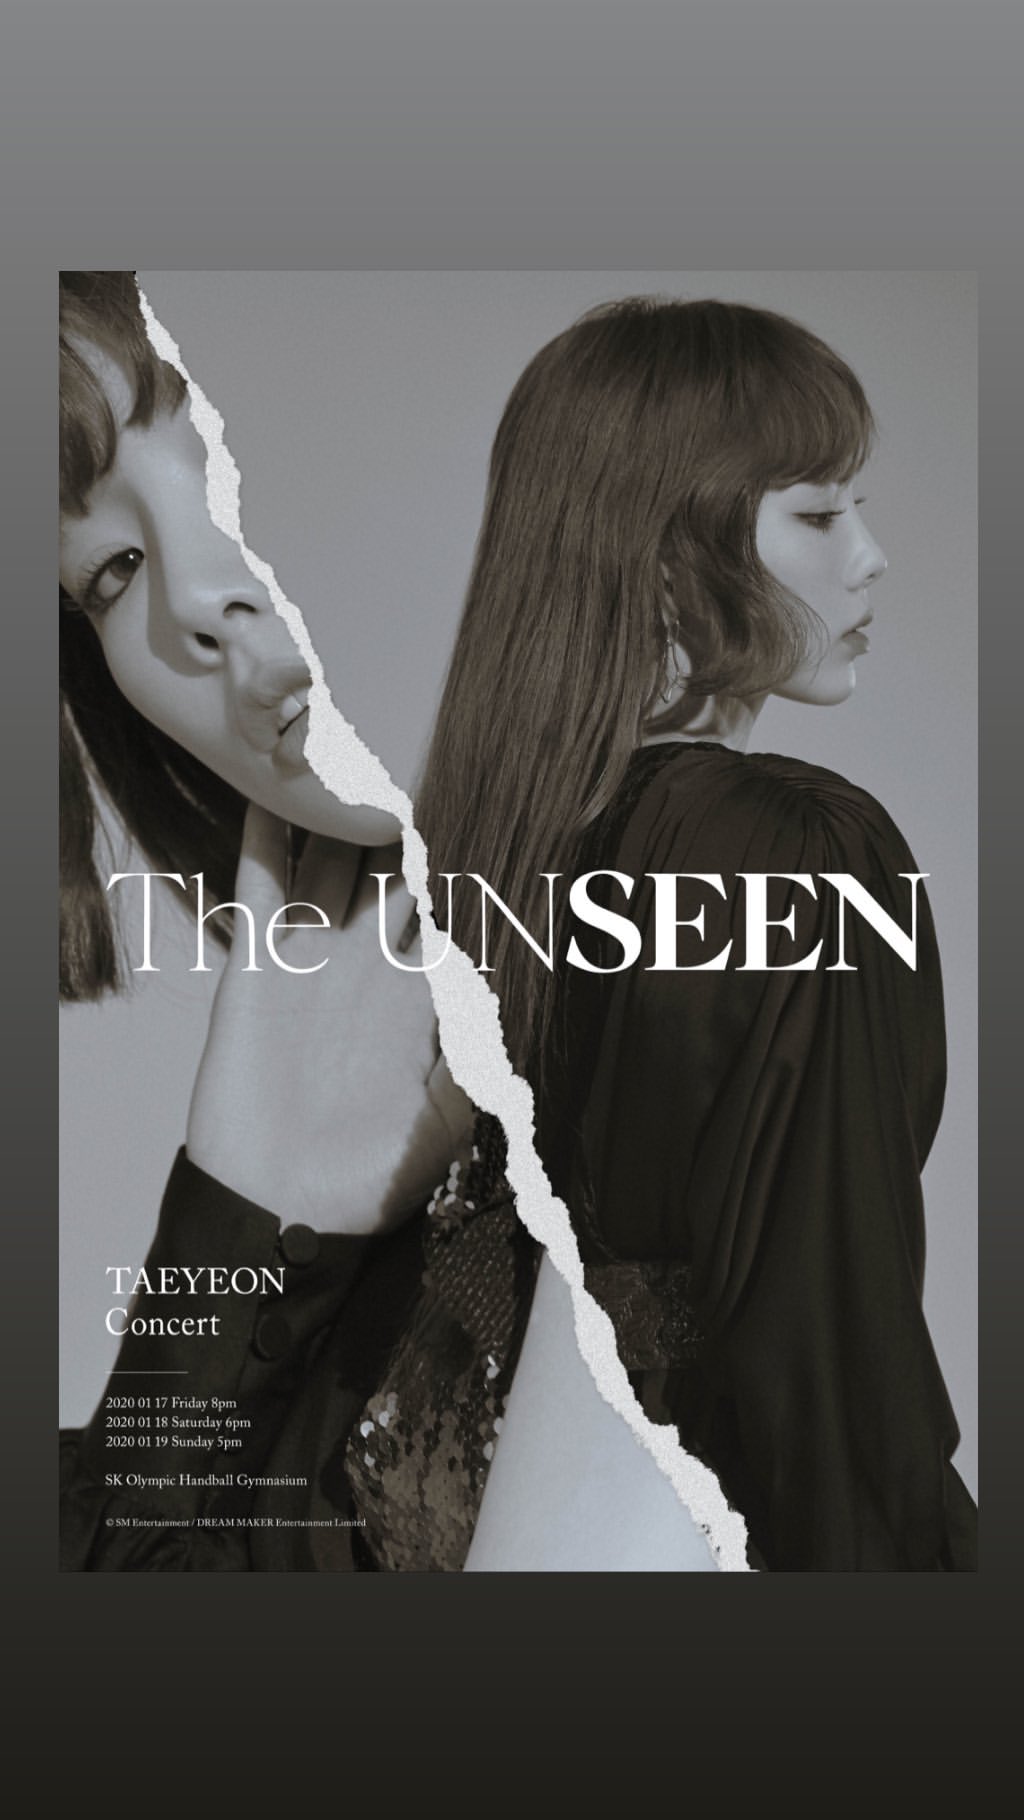 The UNSEEN
TAEYEON
Concert
2020 01 17 Friday 8pm
2020 01 18 Saturday 6pm
2020 01 19 Sunday 5pm
SK Olympic Handball Gymnasium
© SM Entertainment / DREAM MAKER Entertainment Limited